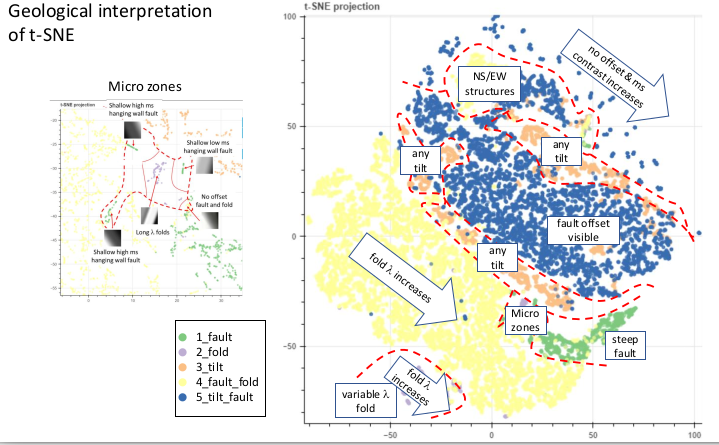 Geological interpretation
of t-SNE
Micro zones
t-SNE projection
Shallow high ms
hanging wall fault
Shallow low ms
hanging wall fault
No offset
fault and fold
Long λ folds
Shallow high ms
hanging wall fault
1_fault
2_fold
3_tilt
4_fault_fold
5_tilt_fault
t-SNE projection
100
50
0
−50
−50
0
50
100
NS/EW
structures
no offset & ms
contrast increases
any
tilt
any
tilt
fault offset
visible
any
tilt
fold λ increases
Micro
zones
steep
fault
fold λ
increases
variable λ
fold